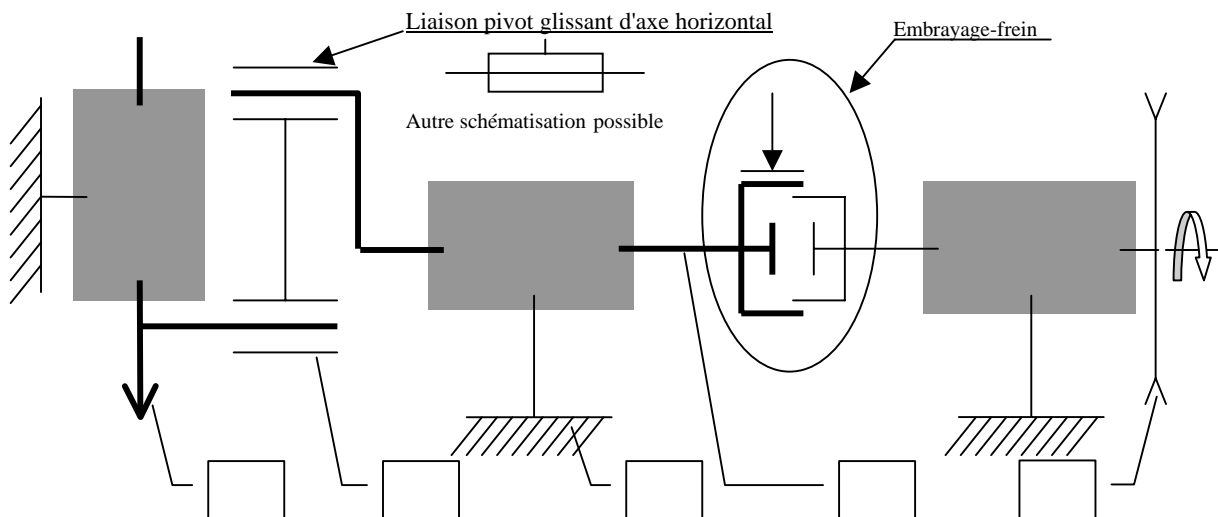 Liaison pivot glissant d'axe horizontal
Embrayage-frein
Autre schématisation possible